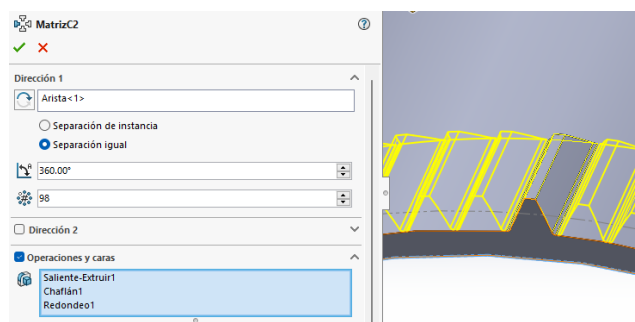 MatrizC2
Dirección 1
Arista<1>
Separación de instancia
Separación igual
360.00°
98
Dirección 2
Operaciones y caras
Saliente-Extruir1
Chaflán1
Redondeo1